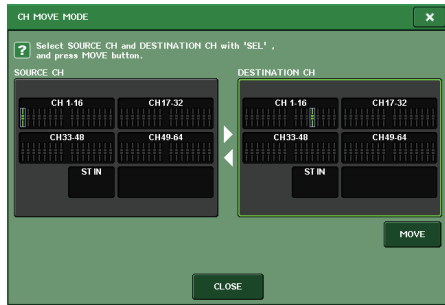 CH MOVE MODE
? Select SOURCE CH and DESTINATION CH with 'SEL' ,
and press MOVE button.
SOURCE CH
CH 1-16
CH17-32
CH33-48
CH49-64
ST IN
DESTINATION CH
CH 1-16
CH17-32
CH33-48
CH49-64
ST IN
MOVE
CLOSE